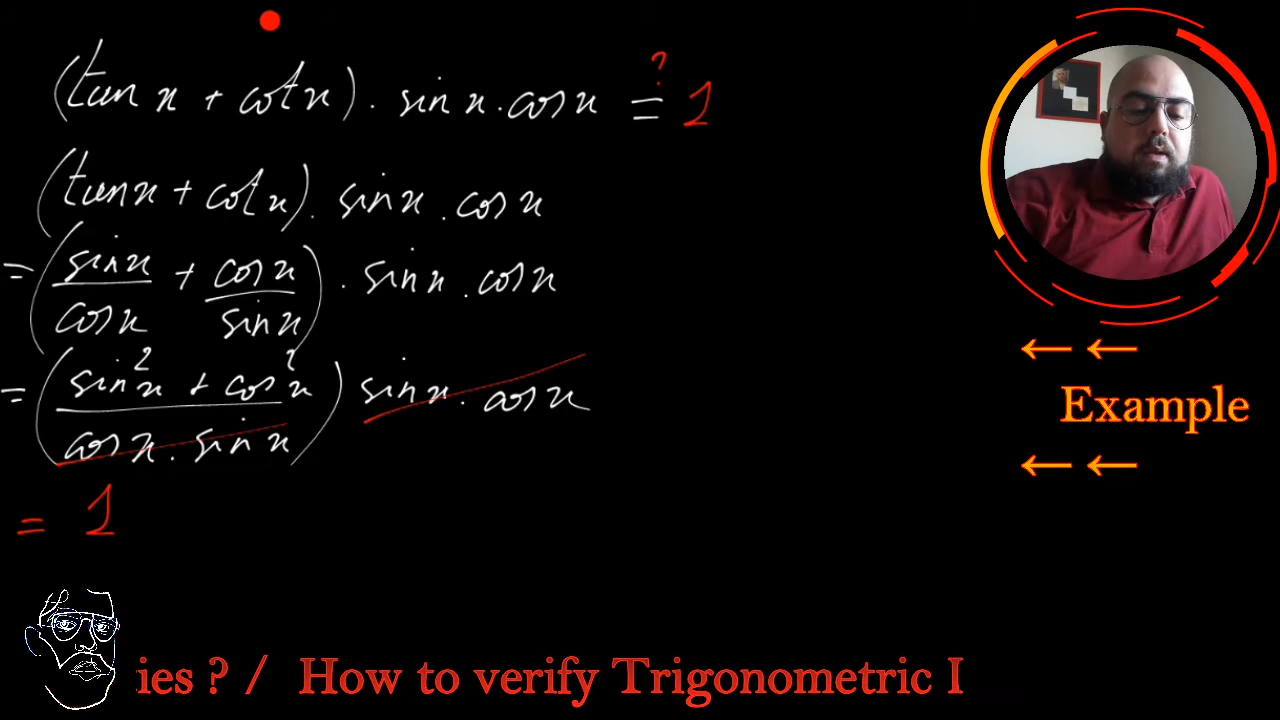 (tan x + cot x) . sin x . cos x =? 1
(tan x + cot x) . sin x . cos x
= (sin x / cos x + cos x / sin x) . sin x . cos x
= (sin² x + cos² x / cos x . sin x) sin x . cos x
= 1
← ←
Example
← ←
ies ? / How to verify Trigonometric I